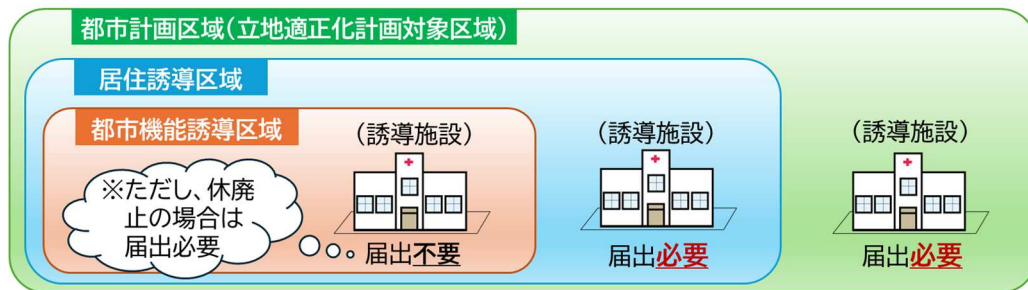 都市計画区域(立地適正化計画対象区域)
居住誘導区域
都市機能誘導区域
(誘導施設)
(誘導施設)
(誘導施設)
※ただし、休廃
止の場合は
届出必要
届出不要
届出必要
届出必要